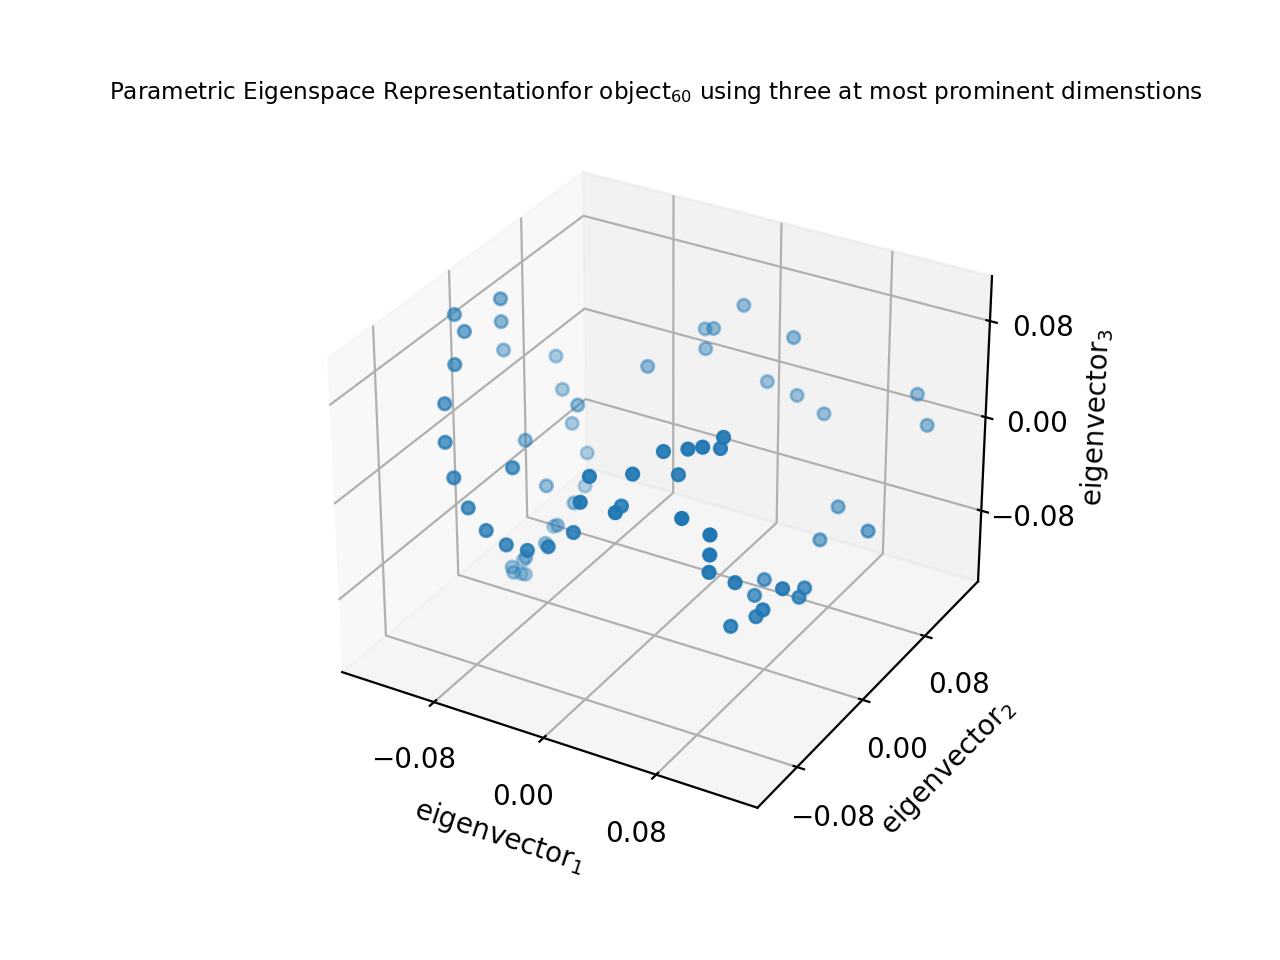 Parametric Eigenspace Representationfor object₆₀ using three at most prominent dimenstions
0.08
0.00
−0.08
eigenvector₃
0.08
0.00
−0.08
eigenvector₂
−0.08
0.00
0.08
eigenvector₁